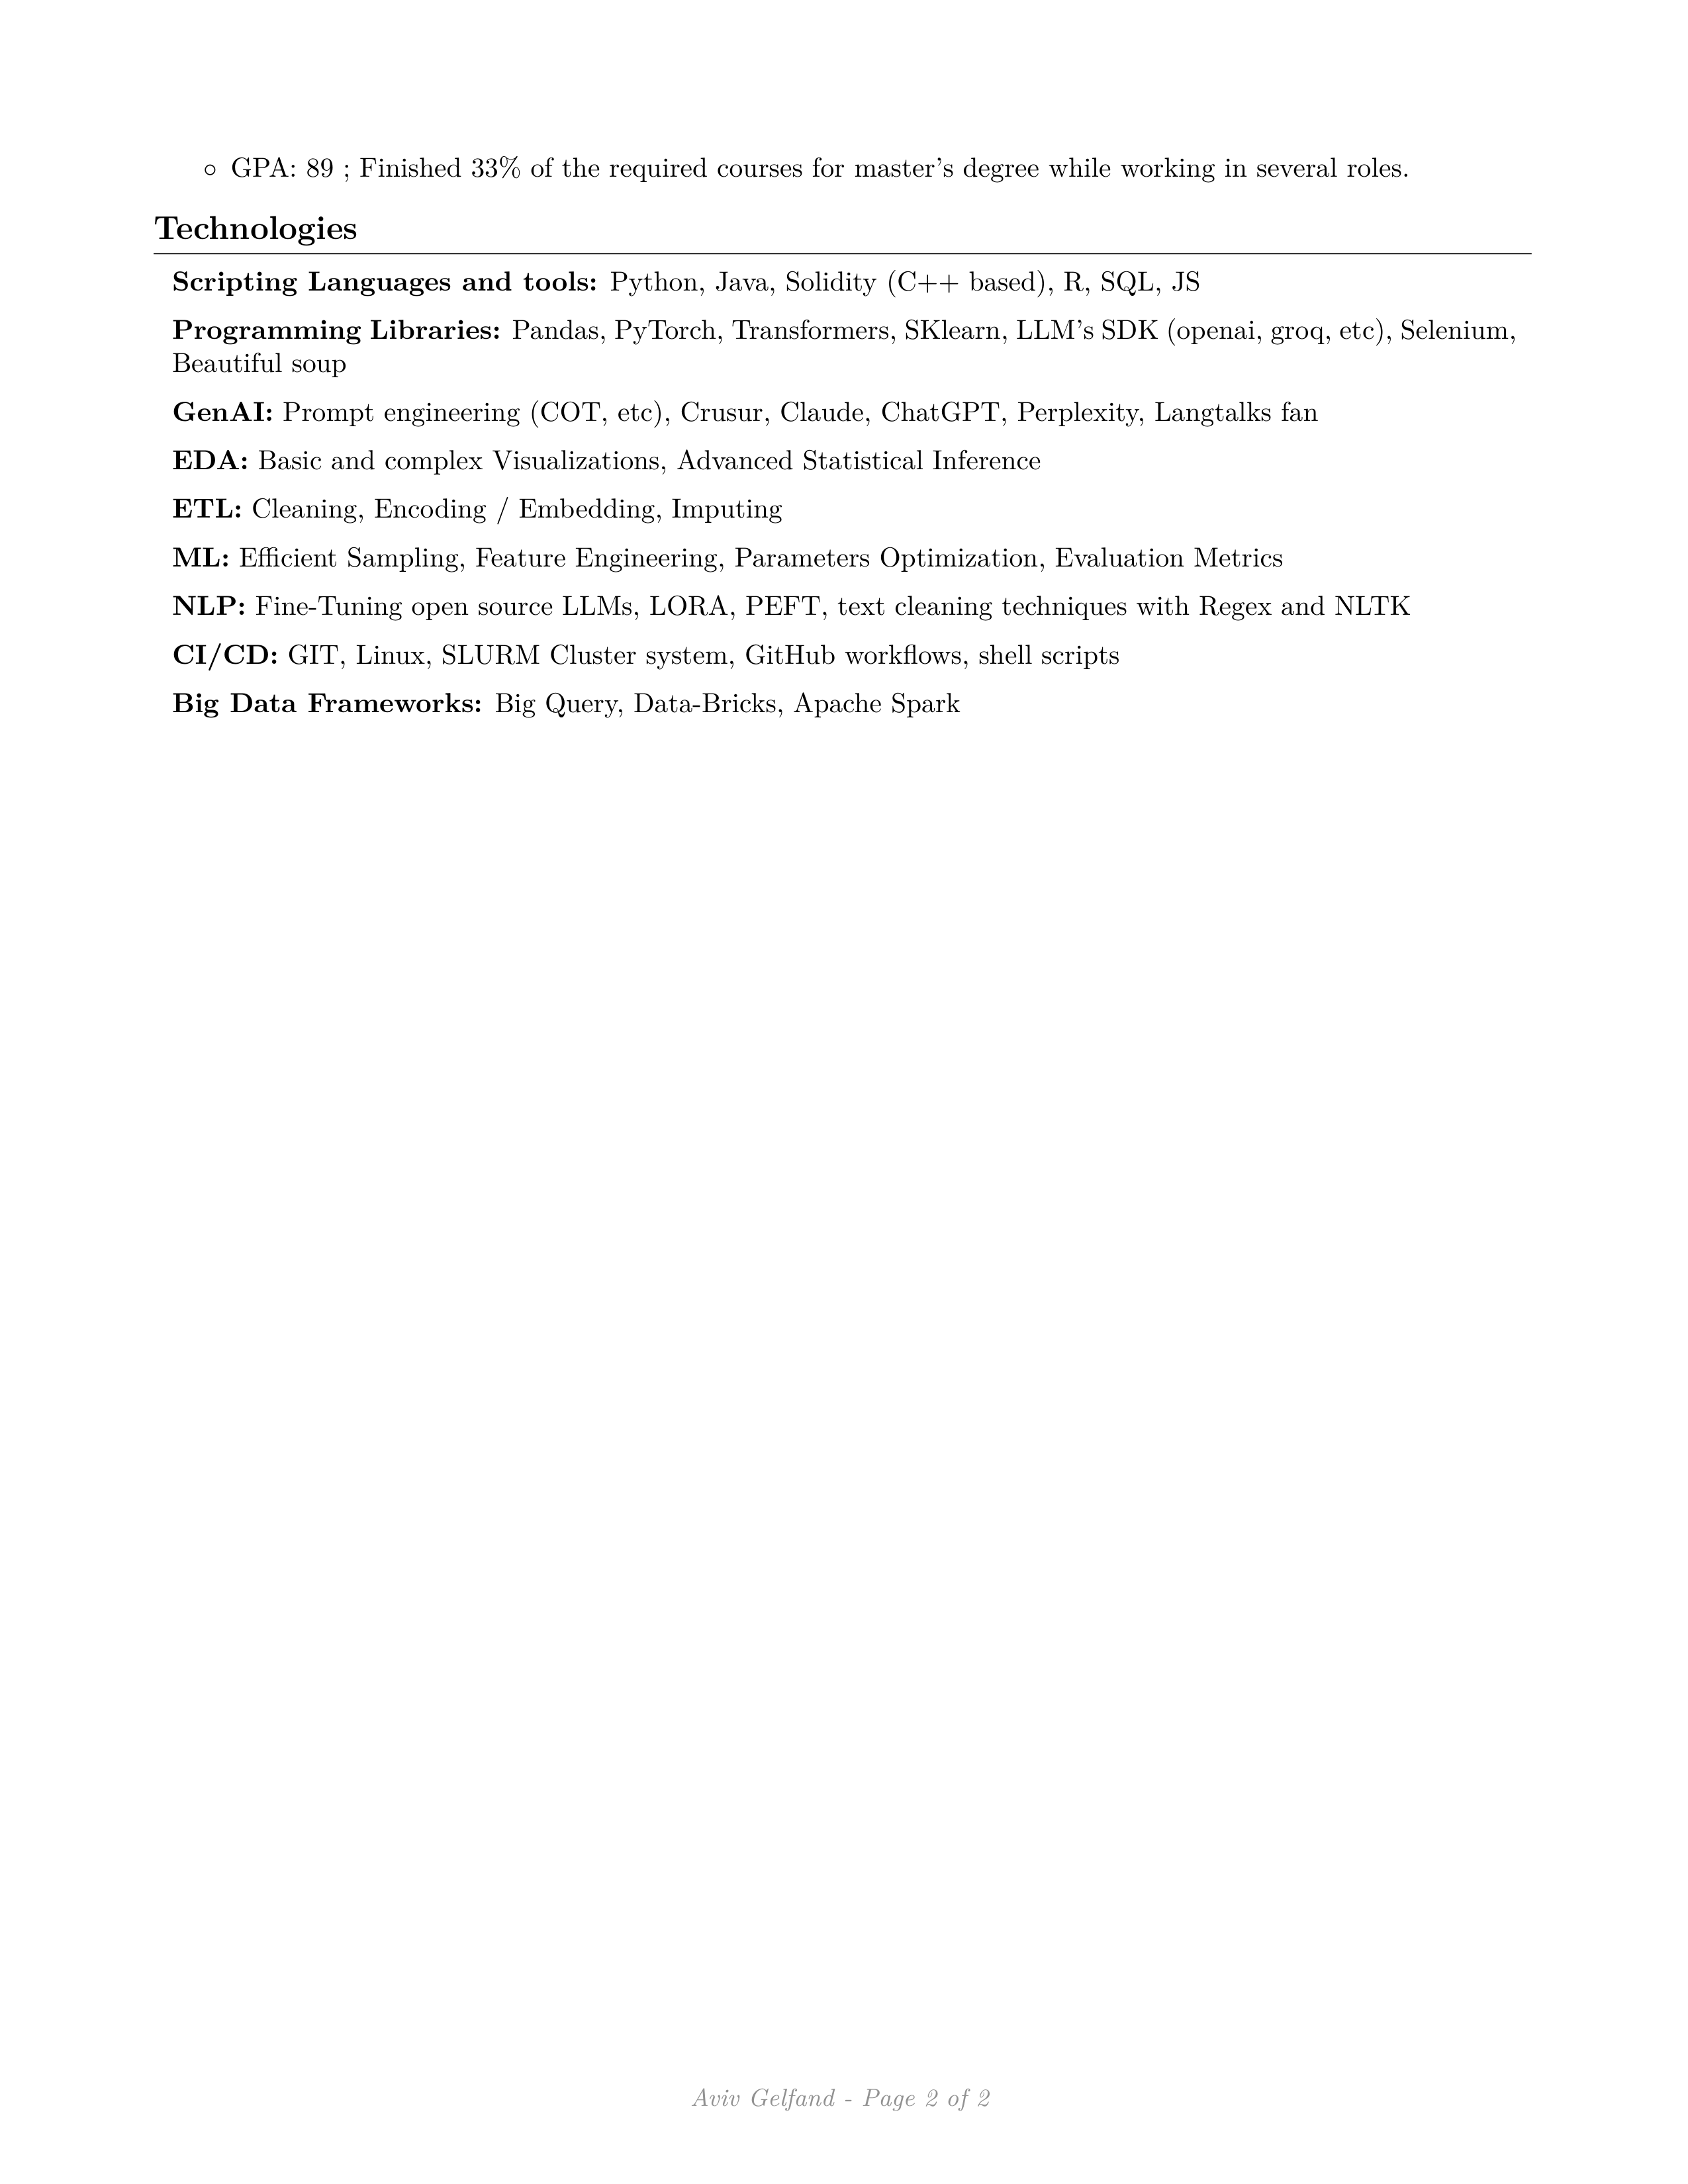 ◦ GPA: 89 ; Finished 33% of the required courses for master's degree while working in several roles.
Technologies
Scripting Languages and tools: Python, Java, Solidity (C++ based), R, SQL, JS
Programming Libraries: Pandas, PyTorch, Transformers, SKlearn, LLM's SDK (openai, groq, etc), Selenium,
Beautiful soup
GenAI: Prompt engineering (COT, etc), Crusur, Claude, ChatGPT, Perplexity, Langtalks fan
EDA: Basic and complex Visualizations, Advanced Statistical Inference
ETL: Cleaning, Encoding / Embedding, Imputing
ML: Efficient Sampling, Feature Engineering, Parameters Optimization, Evaluation Metrics
NLP: Fine-Tuning open source LLMs, LORA, PEFT, text cleaning techniques with Regex and NLTK
CI/CD: GIT, Linux, SLURM Cluster system, GitHub workflows, shell scripts
Big Data Frameworks: Big Query, Data-Bricks, Apache Spark
Aviv Gelfand - Page 2 of 2